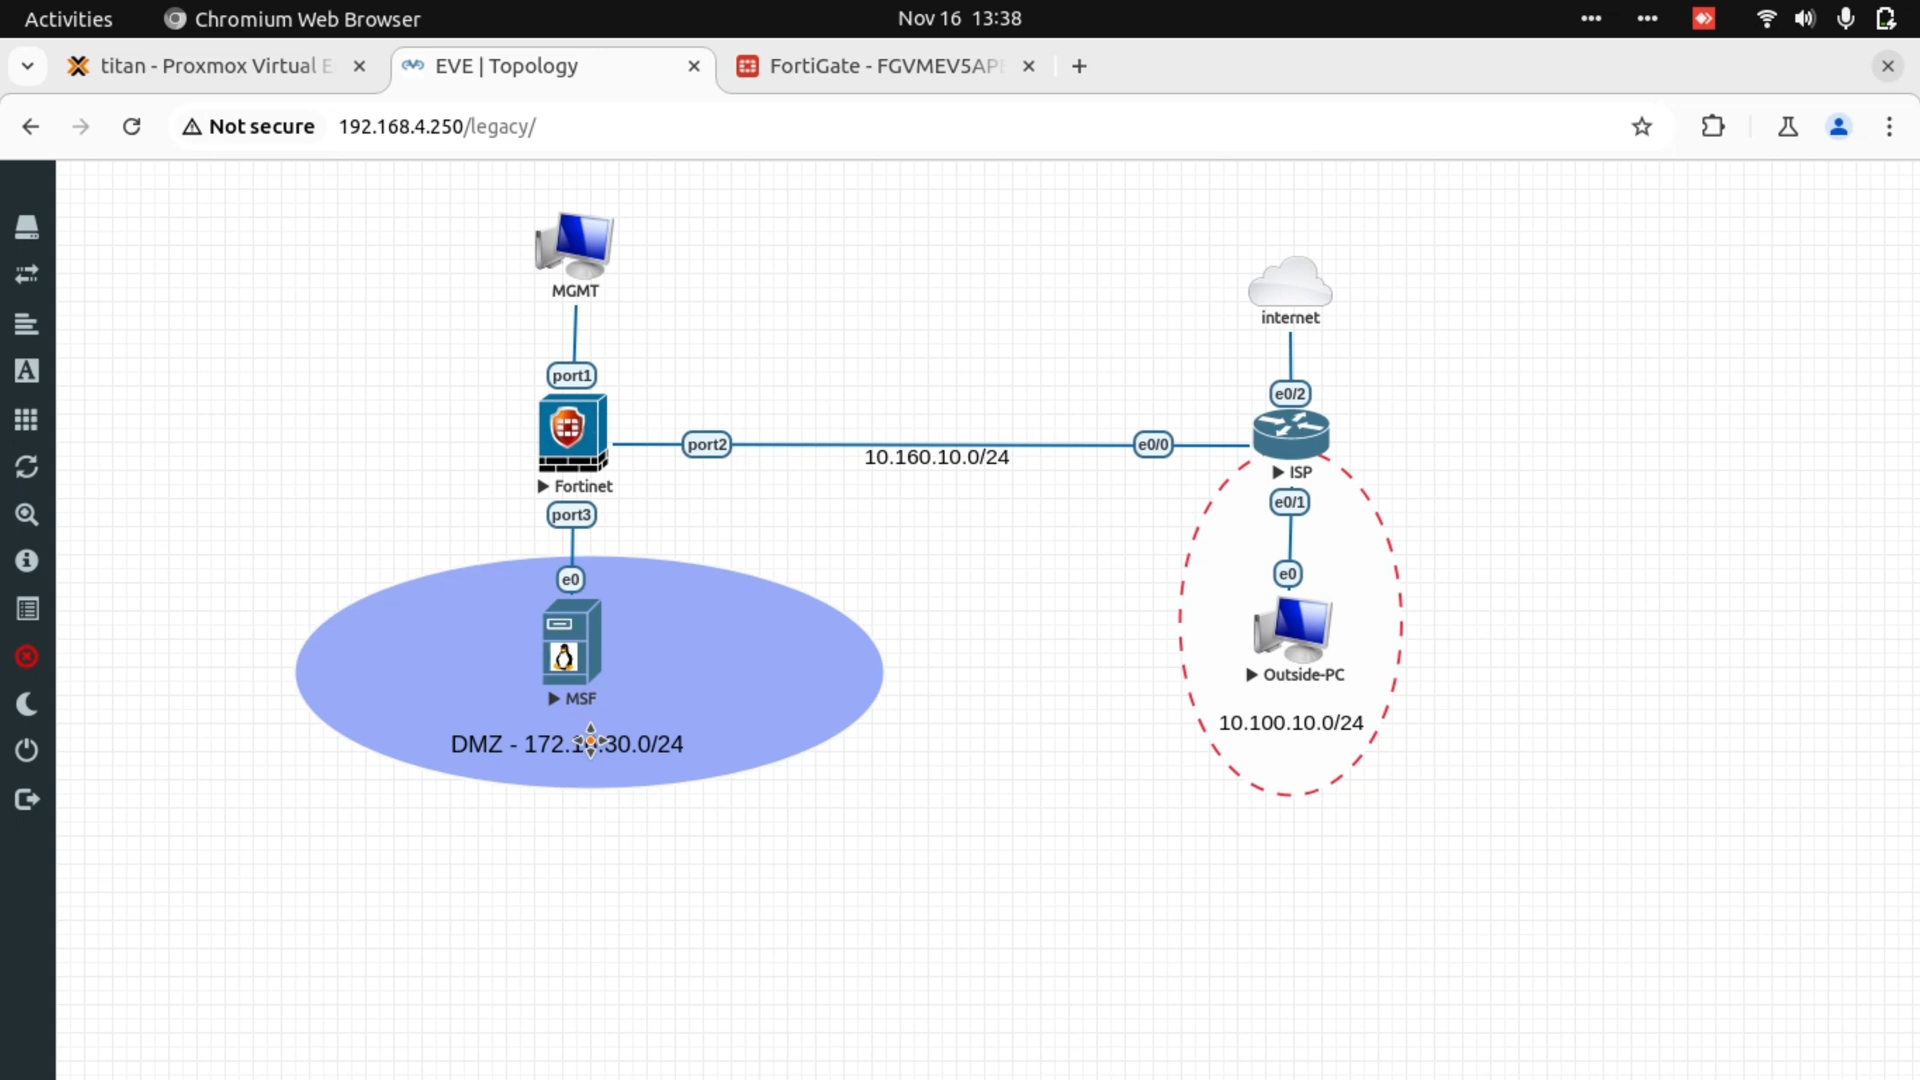 Activities
Chromium Web Browser
Nov 16 13:38
titan - Proxmox Virtual E
EVE | Topology
FortiGate - FGVMEV5AP
Not secure
192.168.4.250/legacy/
MGMT
port1
internet
e0/2
port2
10.160.10.0/24
e0/0
Fortinet
ISP
port3
e0/1
e0
e0
MSF
Outside-PC
10.100.10.0/24
DMZ - 30.0/24